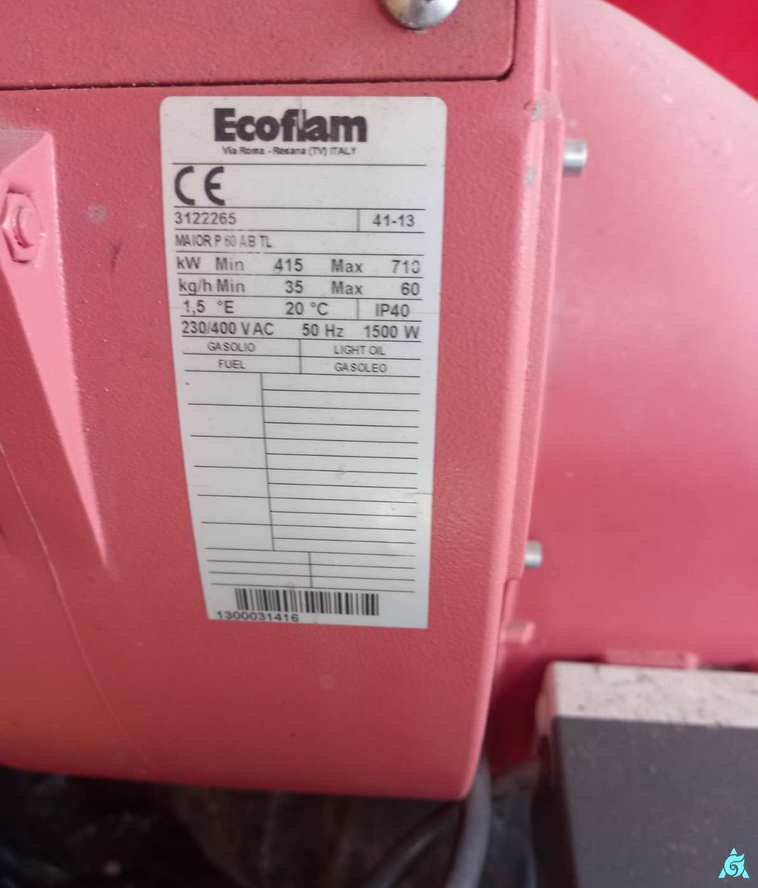 Ecoflam
Via Roma - Resana (TV) ITALY
CE
3122265 41-13
MAIOR P 60 AB TL
kW Min 415 Max 710
kg/h Min 35 Max 60
1,5 °E 20 °C IP40
230/400 V AC 50 Hz 1500 W
GASOLIO LIGHT OIL
FUEL GASOLEO
1300031416